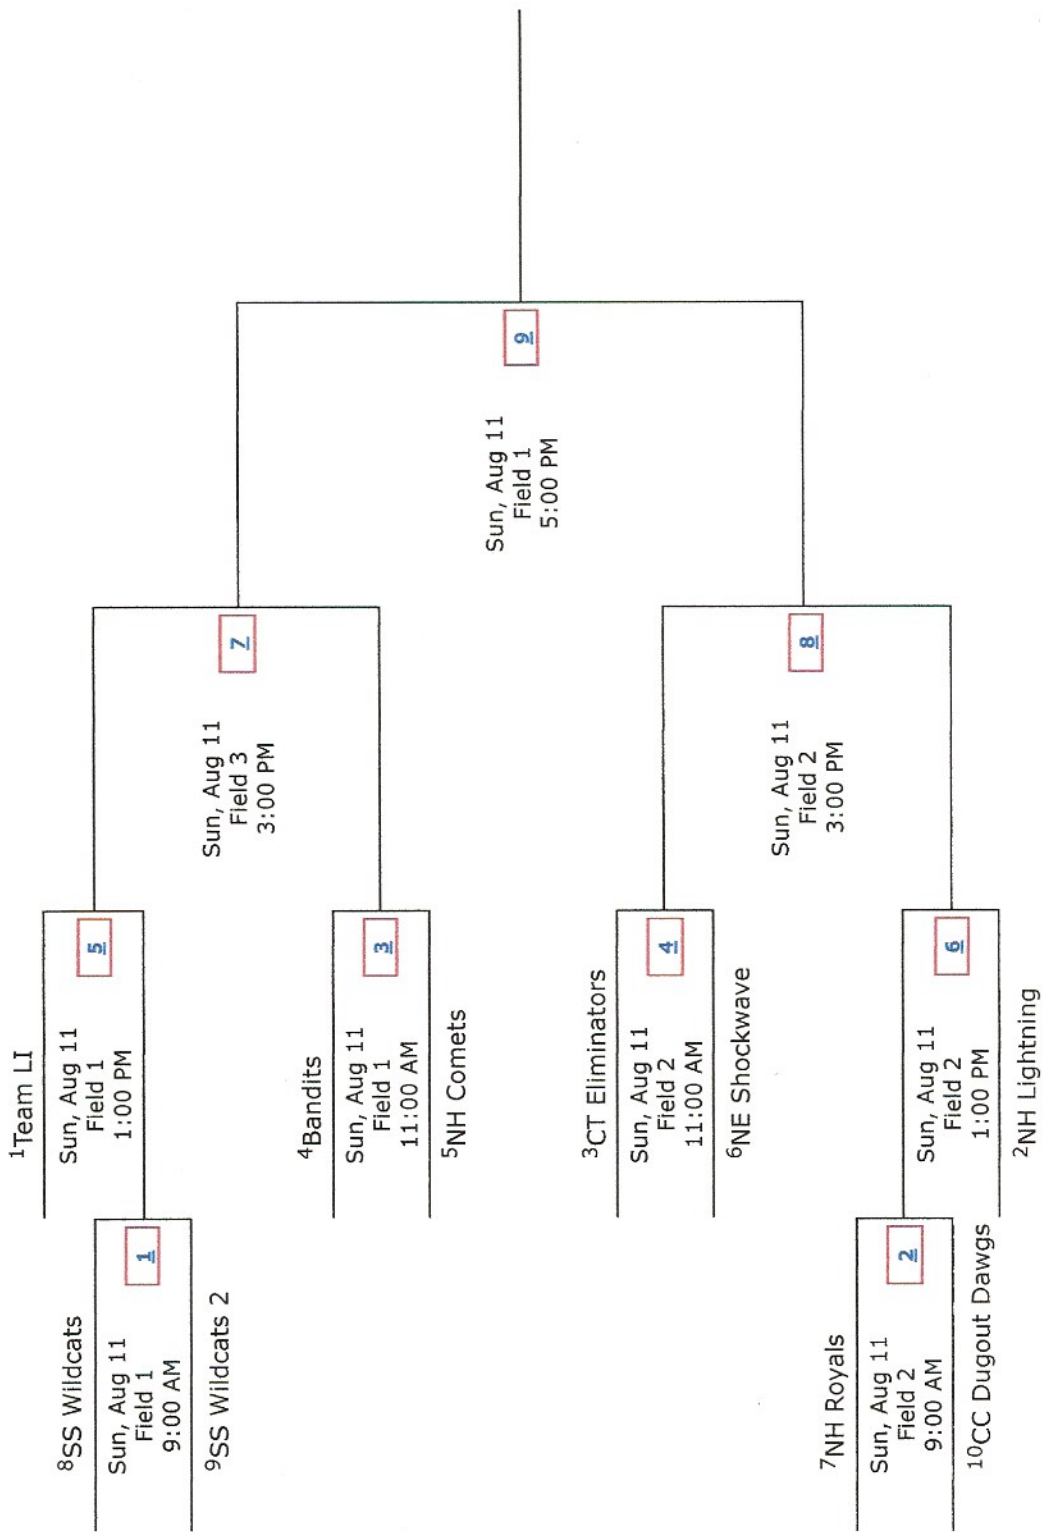 8SS Wildcats
Sun, Aug 11
Field 1
9:00 AM
1
9SS Wildcats 2
7NH Royals
Sun, Aug 11
Field 2
9:00 AM
2
10CC Dugout Dawgs
1Team LI
Sun, Aug 11
Field 1
1:00 PM
5
4Bandits
Sun, Aug 11
Field 1
11:00 AM
3
5NH Comets
3CT Eliminators
Sun, Aug 11
Field 2
11:00 AM
4
6NE Shockwave
Sun, Aug 11
Field 2
1:00 PM
6
2NH Lightning
Sun, Aug 11
Field 3
3:00 PM
7
Sun, Aug 11
Field 2
3:00 PM
8
Sun, Aug 11
Field 1
5:00 PM
9